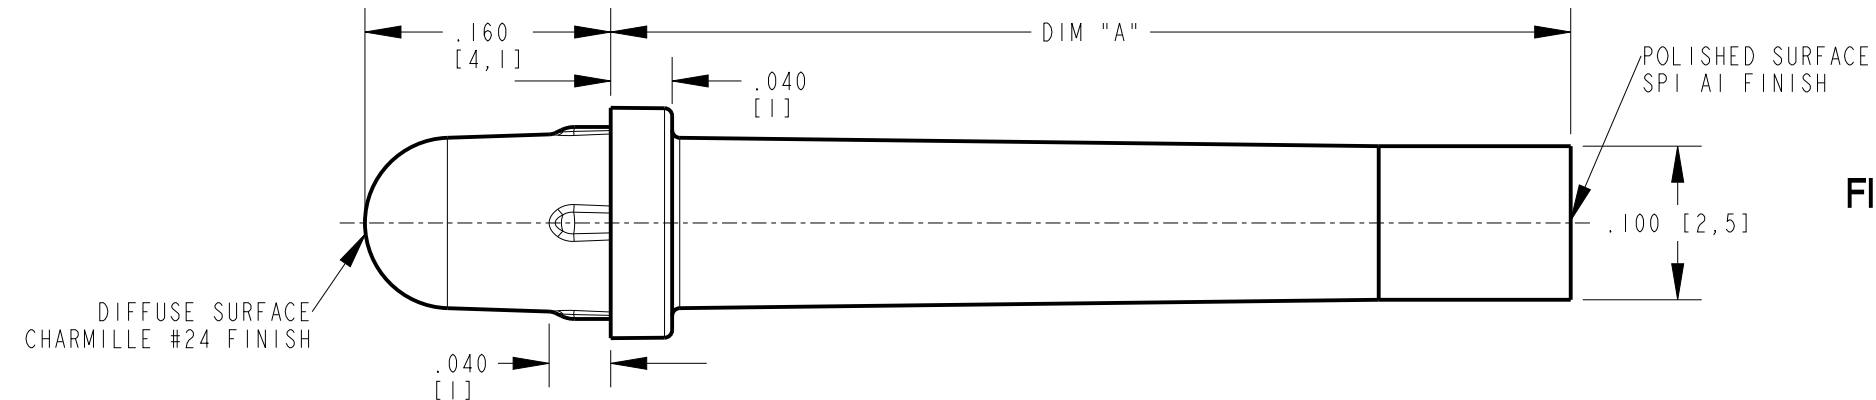 .160
[4,1]
DIM "A"
.040
[1]
POLISHED SURFACE
SPI A1 FINISH
FI
.100 [2,5]
DIFFUSE SURFACE
CHARMILLE #24 FINISH
.040
[1]